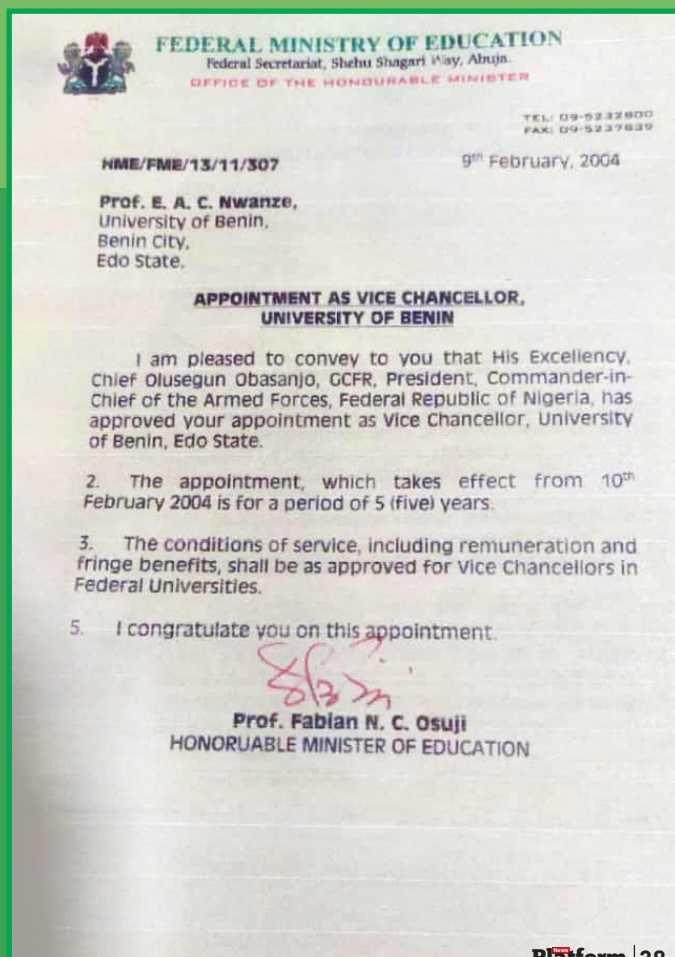 FEDERAL MINISTRY OF EDUCATION
Federal Secretariat, Shehu Shagari Way, Abuja.
OFFICE OF THE HONOURABLE MINISTER
TEL: 09-5232800
FAX: 09-5237839
HME/FME/13/11/307 9th February, 2004
Prof. E. A. C. Nwanze,
University of Benin,
Benin City,
Edo State.
APPOINTMENT AS VICE CHANCELLOR,
UNIVERSITY OF BENIN
I am pleased to convey to you that His Excellency,
Chief Olusegun Obasanjo, GCFR, President, Commander-in-
Chief of the Armed Forces, Federal Republic of Nigeria, has
approved your appointment as Vice Chancellor, University
of Benin, Edo State.
2. The appointment, which takes effect from 10th
February 2004 is for a period of 5 (five) years.
3. The conditions of service, including remuneration and
fringe benefits, shall be as approved for Vice Chancellors in
Federal Universities.
5. I congratulate you on this appointment.
Prof. Fabian N. C. Osuji
HONORUABLE MINISTER OF EDUCATION
News
Platform | 28